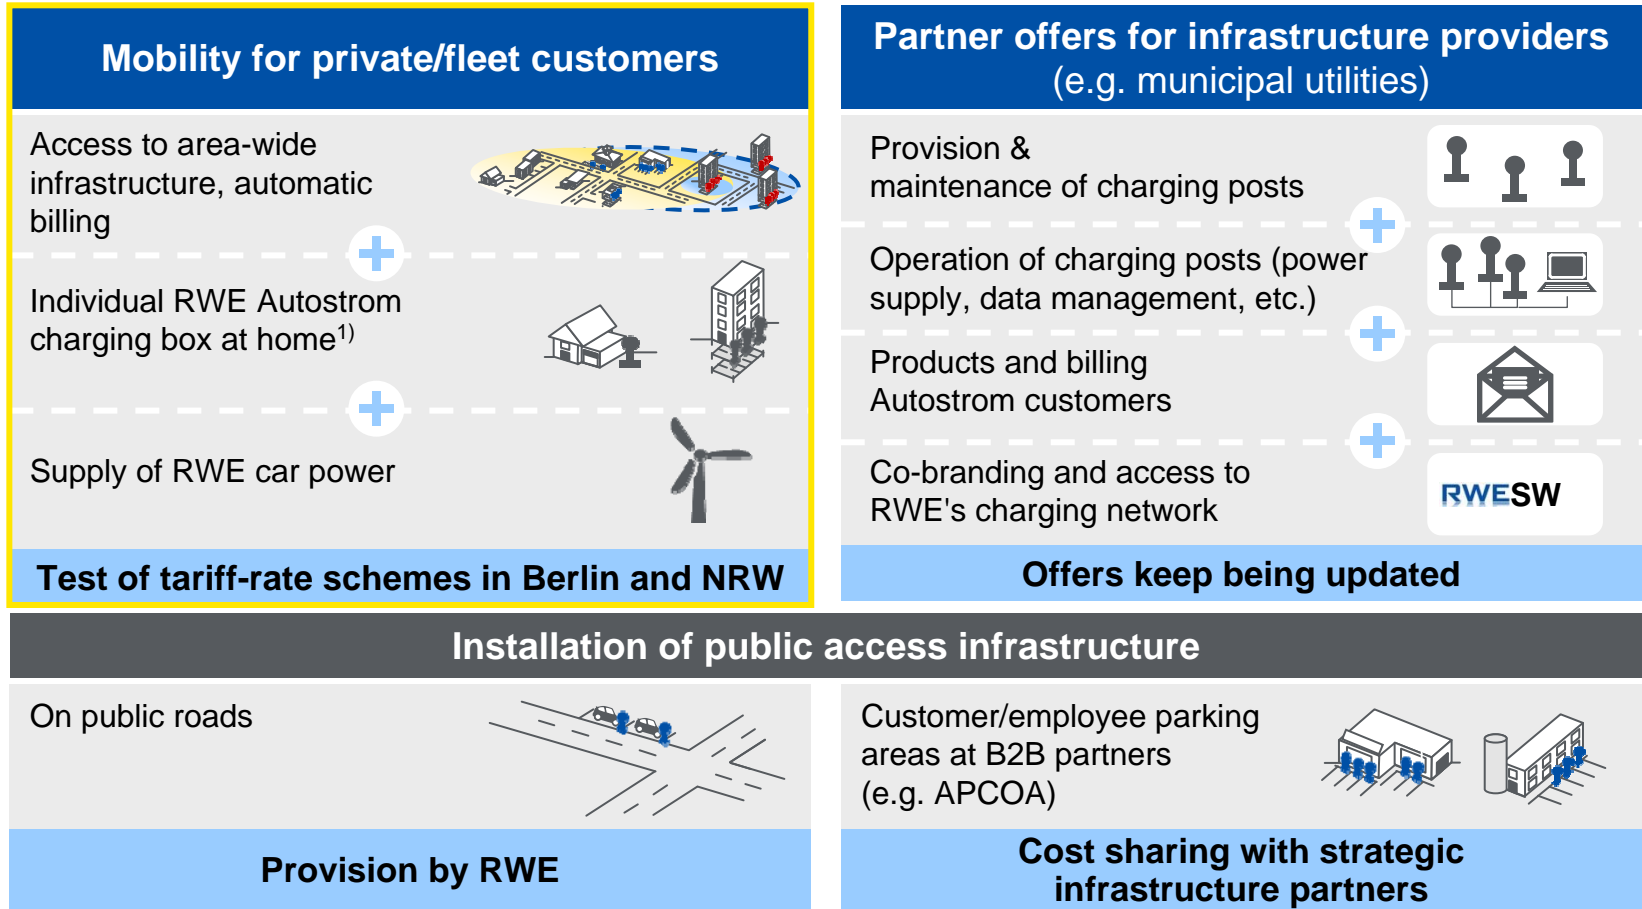 Mobility for private/fleet customers
Access to area-wide
infrastructure, automatic
billing
Individual RWE Autostrom
charging box at home1)
Supply of RWE car power
Test of tariff-rate schemes in Berlin and NRW
Partner offers for infrastructure providers
(e.g. municipal utilities)
Provision &
maintenance of charging posts
Operation of charging posts (power
supply, data management, etc.)
Products and billing
Autostrom customers
Co-branding and access to
RWE's charging network
RWESW
Offers keep being updated
Installation of public access infrastructure
On public roads
Provision by RWE
Customer/employee parking
areas at B2B partners
(e.g. APCOA)
Cost sharing with strategic
infrastructure partners